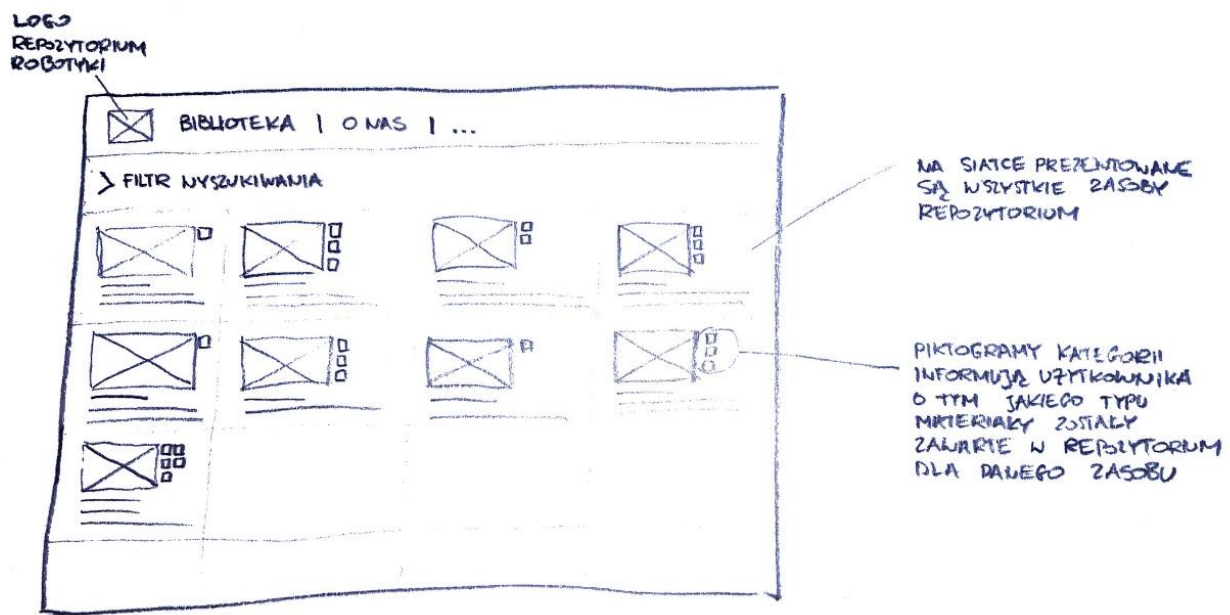 LOGO
REPOZYTORIUM
ROBOTYKI
BIBLIOTEKA | O NAS | ...
> FILTR WYSZUKIWANIA
NA SIATCE PREZENTOWANE
SĄ WSZYSTKIE ZASOBY
REPOZYTORIUM
PIKTOGRAMY KATEGORII
INFORMUJĄ UŻYTKOWNIKA
O TYM JAKIEGO TYPU
MATERIAŁY ZOSTAŁY
ZAWARTE W REPOZYTORIUM
DLA DANEGO ZASOBU